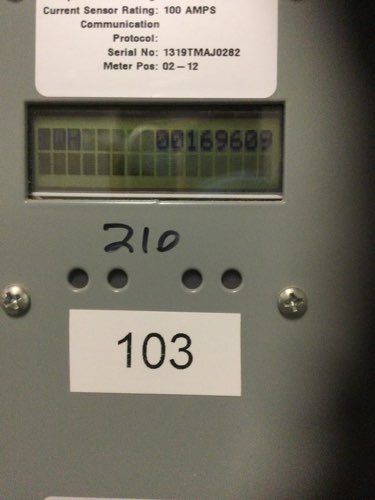 Current Sensor Rating: 100 AMPS
Communication
Protocol:
Serial No: 1319TMAJ0282
Meter Pos: 02-12
00169609
210
103